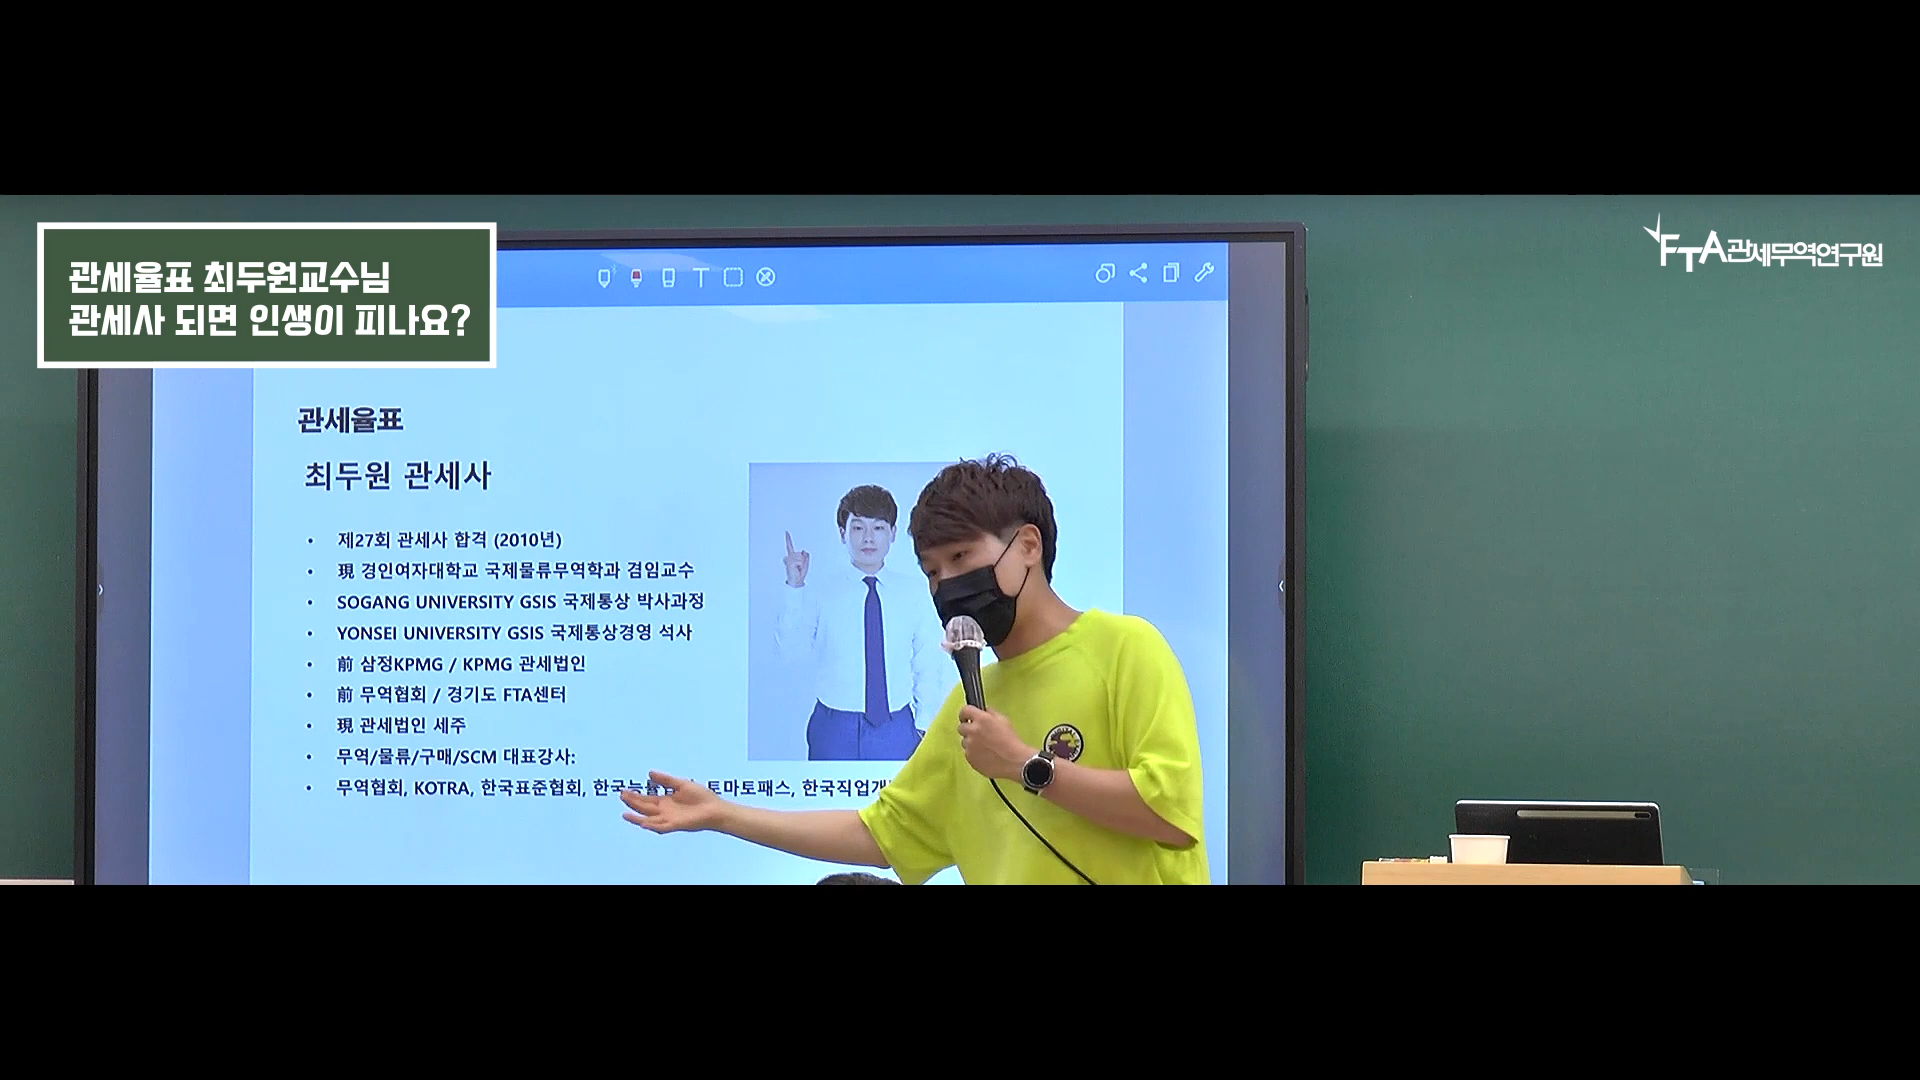 관세율표 최두원교수님
관세사 되면 인생이 피나요?
FTA관세무역연구원
관세율표
최두원 관세사
• 제27회 관세사 합격 (2010년)
• 現 경인여자대학교 국제물류무역학과 겸임교수
• SOGANG UNIVERSITY GSIS 국제통상 박사과정
• YONSEI UNIVERSITY GSIS 국제통상경영 석사
• 前 삼정KPMG / KPMG 관세법인
• 前 무역협회 / 경기도 FTA센터
• 現 관세법인 세주
• 무역/물류/구매/SCM 대표강사:
• 무역협회, KOTRA, 한국표준협회, 토마토패스,